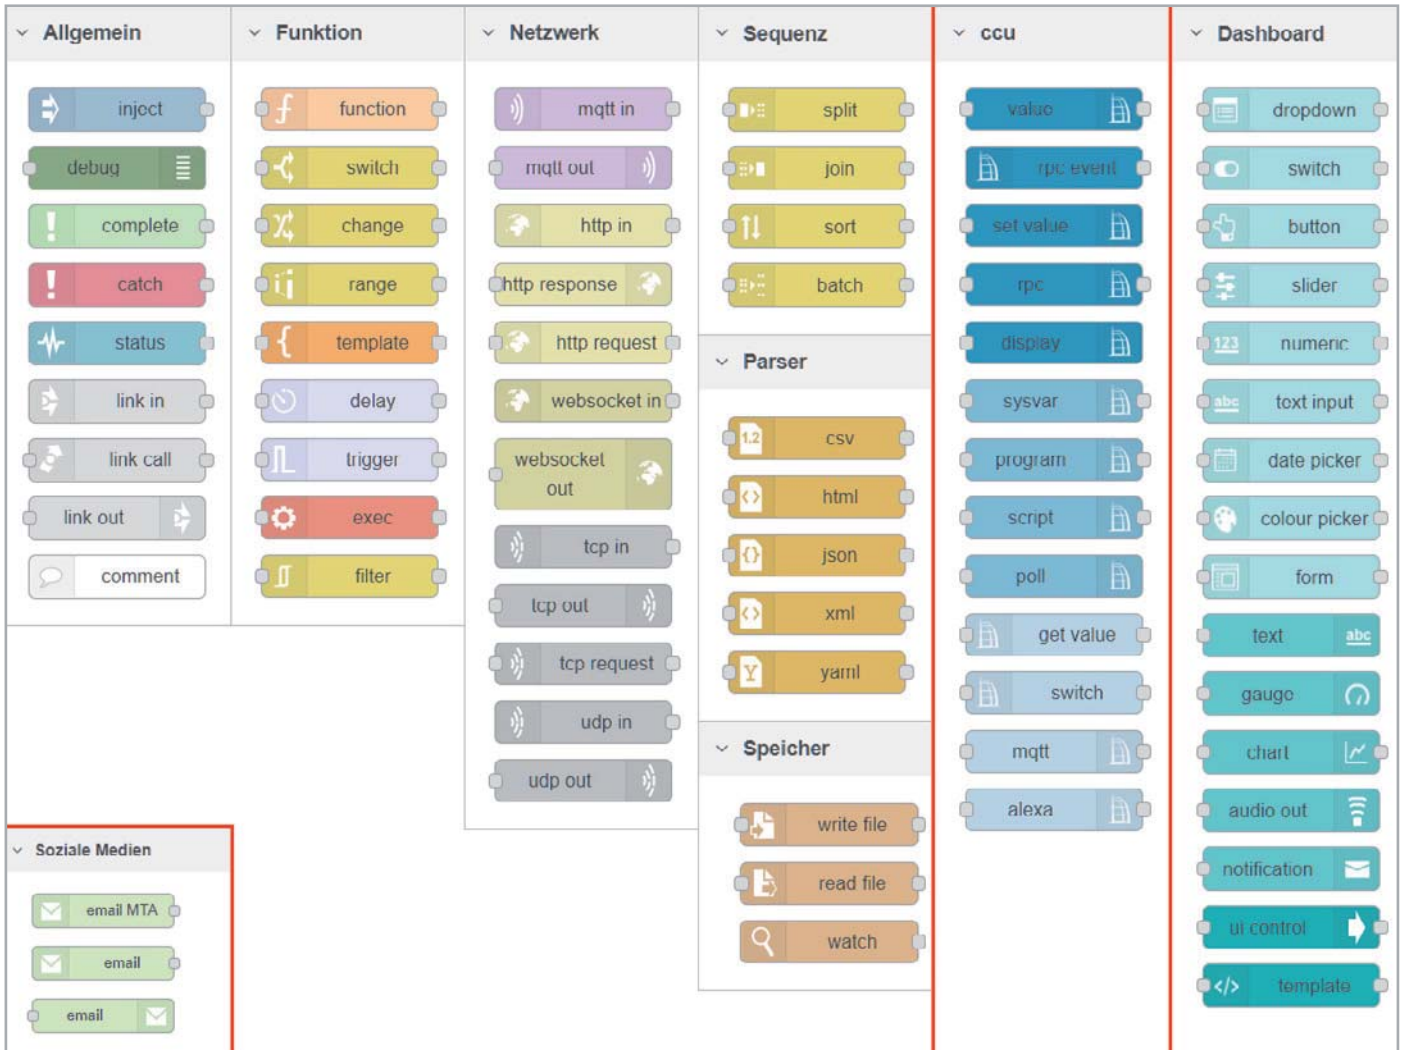 Allgemein
inject
debug
complete
catch
status
link in
link call
link out
comment
Funktion
function
switch
change
range
template
delay
trigger
exec
filter
Netzwerk
mqtt in
mqtt out
http in
http response
http request
websocket in
websocket
out
tcp in
tcp out
tcp request
udp in
udp out
Sequenz
split
join
sort
batch
Parser
1.2
csv
html
json
xml
Y
yaml
Speicher
write file
read file
watch
ccu
value
rpc event
set value
rpc
display
sysvar
program
script
poll
get value
switch
mqtt
alexa
Dashboard
dropdown
switch
button
slider
123
numeric
abc
text input
date picker
colour picker
form
text
abc
gauge
chart
audio out
notification
ui control
template
Soziale Medien
email MTA
email
email